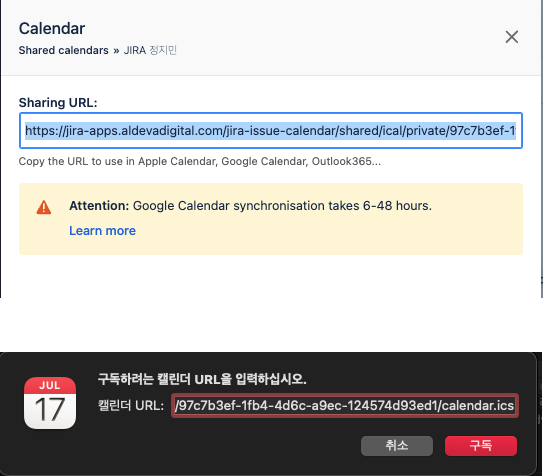 Calendar
Shared calendars » JIRA 정지민
Sharing URL:
https://jira-apps.aldevadigital.com/jira-issue-calendar/shared/ical/private/97c7b3ef-1
Copy the URL to use in Apple Calendar, Google Calendar, Outlook365...
Attention: Google Calendar synchronisation takes 6-48 hours.
Learn more
JUL
17
구독하려는 캘린더 URL을 입력하십시오.
캘린더 URL: /97c7b3ef-1fb4-4d6c-a9ec-124574d93ed1/calendar.ics
취소 구독